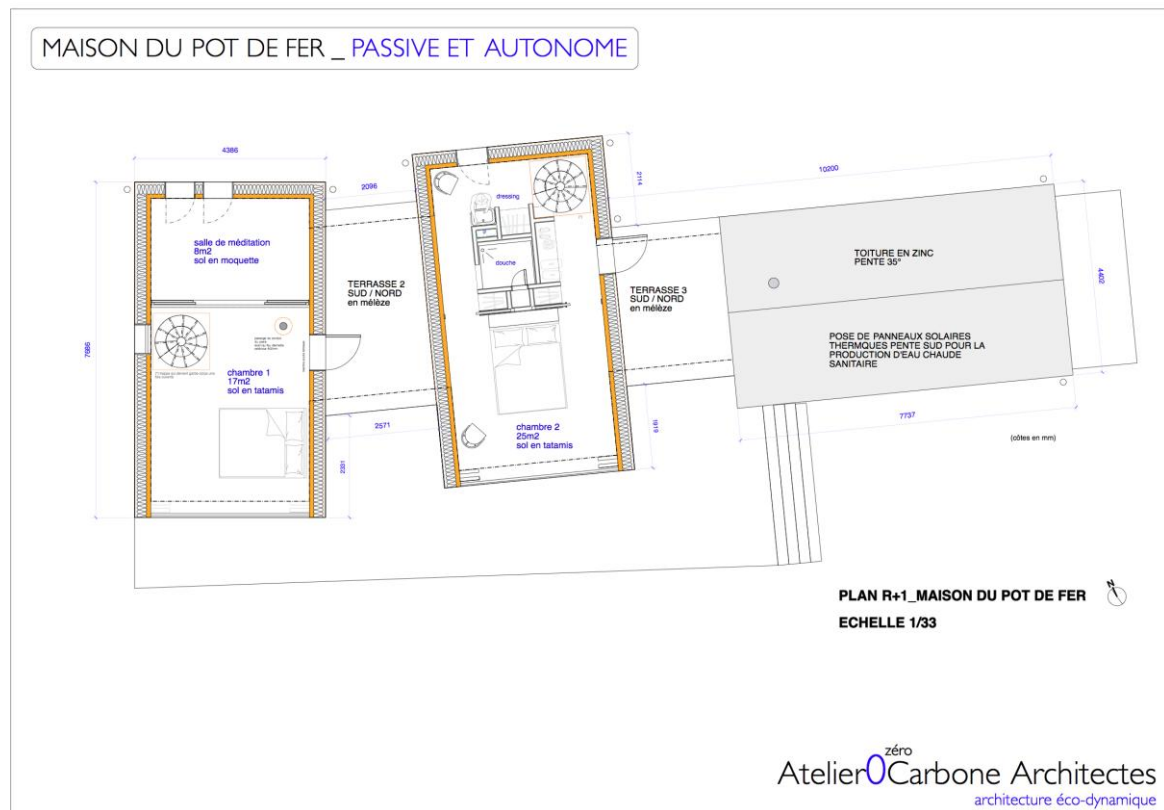 MAISON DU POT DE FER _ PASSIVE ET AUTONOME
4386
2096
2114
10200
dressing
salle de méditation
8m2
sol en moquette
douche
TERRASSE 2
SUD / NORD
en mélèze
TERRASSE 3
SUD / NORD
en mélèze
TOITURE EN ZINC
PENTE 35°
4402
7686
POSE DE PANNEAUX SOLAIRES
THERMQUES PENTE SUD POUR LA
PRODUCTION D'EAU CHAUDE
SANITAIRE
chambre 1
17m2
sol en tatamis
2571
chambre 2
25m2
sol en tatamis
1919
7737
(côtes en mm)
2331
N
PLAN R+1_MAISON DU POT DE FER
ECHELLE 1/33
zéro
Atelier0Carbone Architectes
architecture éco-dynamique